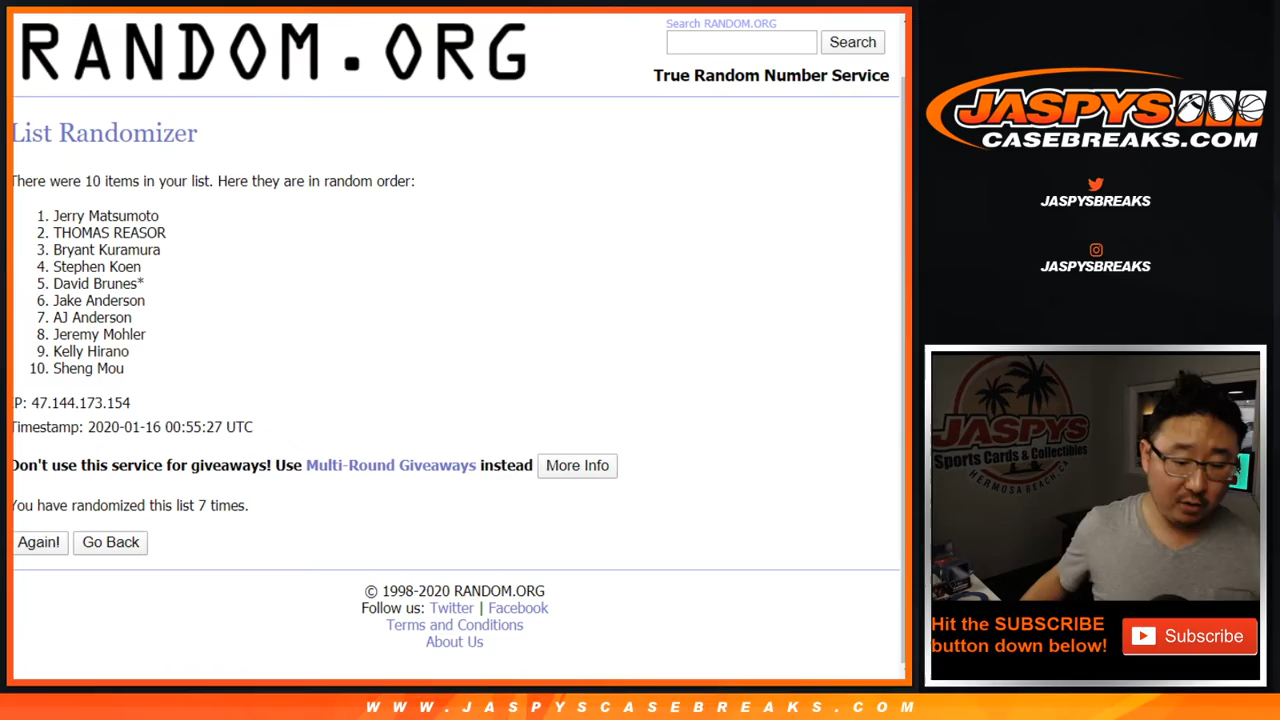 RANDOM.ORG
Search RANDOM.ORG
Search
True Random Number Service
List Randomizer
There were 10 items in your list. Here they are in random order:
1. Jerry Matsumoto
2. THOMAS REASOR
3. Bryant Kuramura
4. Stephen Koen
5. David Brunes*
6. Jake Anderson
7. AJ Anderson
8. Jeremy Mohler
9. Kelly Hirano
10. Sheng Mou
IP: 47.144.173.154
Timestamp: 2020-01-16 00:55:27 UTC
Don't use this service for giveaways! Use Multi-Round Giveaways instead
More Info
You have randomized this list 7 times.
Again!
Go Back
© 1998-2020 RANDOM.ORG
Follow us: Twitter | Facebook
Terms and Conditions
About Us
JASPYS
CASEBREAKS.COM
JASPYSBREAKS
JASPYSBREAKS
JASPYS
Sports Cards & Collectibles
HERMOSA BEACH, CA
Hit the SUBSCRIBE
button down below!
Subscribe
WWW.JASPYSCASEBREAKS.COM